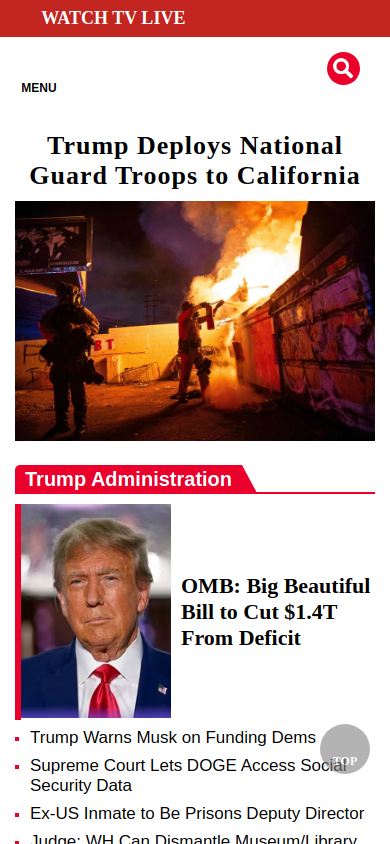 WATCH TV LIVE
MENU
Trump Deploys National
Guard Troops to California
Trump Administration
OMB: Big Beautiful
Bill to Cut $1.4T
From Deficit
Trump Warns Musk on Funding Dems
TOP
Supreme Court Lets DOGE Access Social
Security Data
Ex-US Inmate to Be Prisons Deputy Director
Judge: WH Can Dismantle Museum/Library